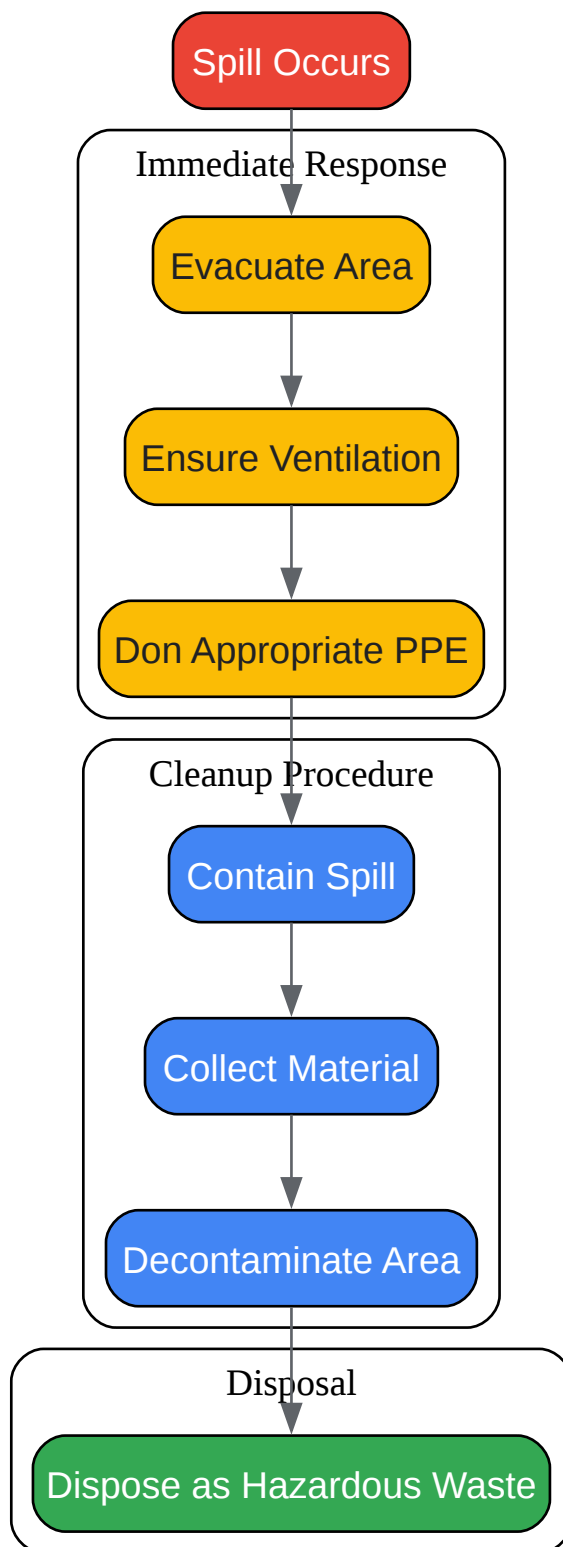 Spill Occurs
Immediate Response
Evacuate Area
Ensure Ventilation
Don Appropriate PPE
Cleanup Procedure
Contain Spill
Collect Material
Decontaminate Area
Disposal
Dispose as Hazardous Waste